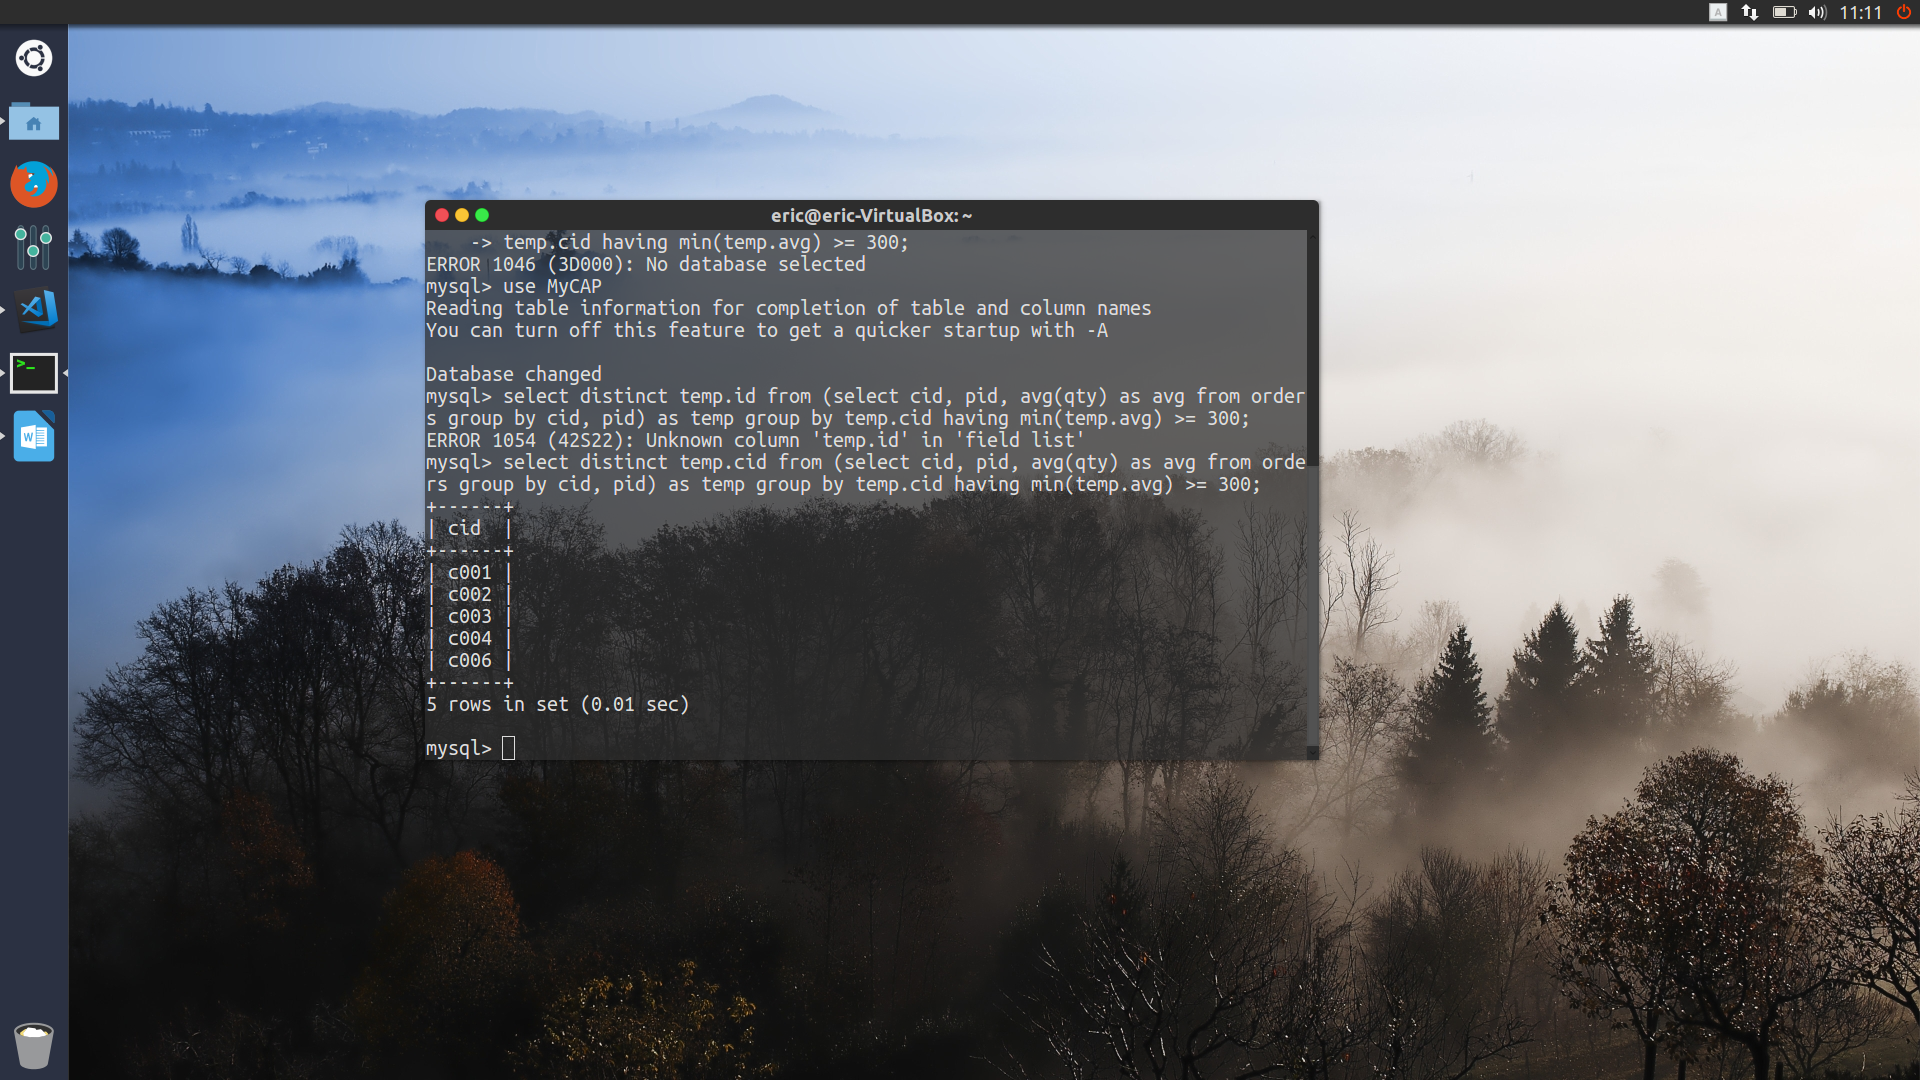 A
11:11
eric@eric-VirtualBox: ~
    -> temp.cid having min(temp.avg) >= 300;
ERROR 1046 (3D000): No database selected
mysql> use MyCAP
Reading table information for completion of table and column names
You can turn off this feature to get a quicker startup with -A
Database changed
mysql> select distinct temp.id from (select cid, pid, avg(qty) as avg from order
s group by cid, pid) as temp group by temp.cid having min(temp.avg) >= 300;
ERROR 1054 (42S22): Unknown column 'temp.id' in 'field list'
mysql> select distinct temp.cid from (select cid, pid, avg(qty) as avg from orde
rs group by cid, pid) as temp group by temp.cid having min(temp.avg) >= 300;
+------+
| cid  |
+------+
| c001 |
| c002 |
| c003 |
| c004 |
| c006 |
+------+
5 rows in set (0.01 sec)
mysql>
>_
W